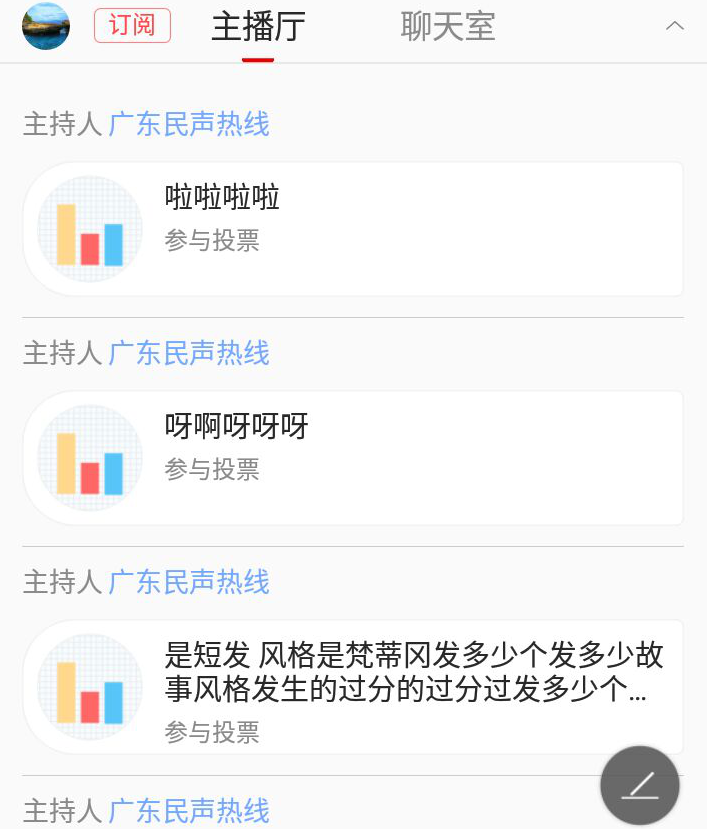 订阅 主播厅 聊天室
主持人 广东民声热线
啦啦啦啦
参与投票
主持人 广东民声热线
呀啊呀呀呀
参与投票
主持人 广东民声热线
是短发 风格是梵蒂冈发多少个发多少故
事风格发生的过分的过分过发多少个...
参与投票
主持人 广东民声热线